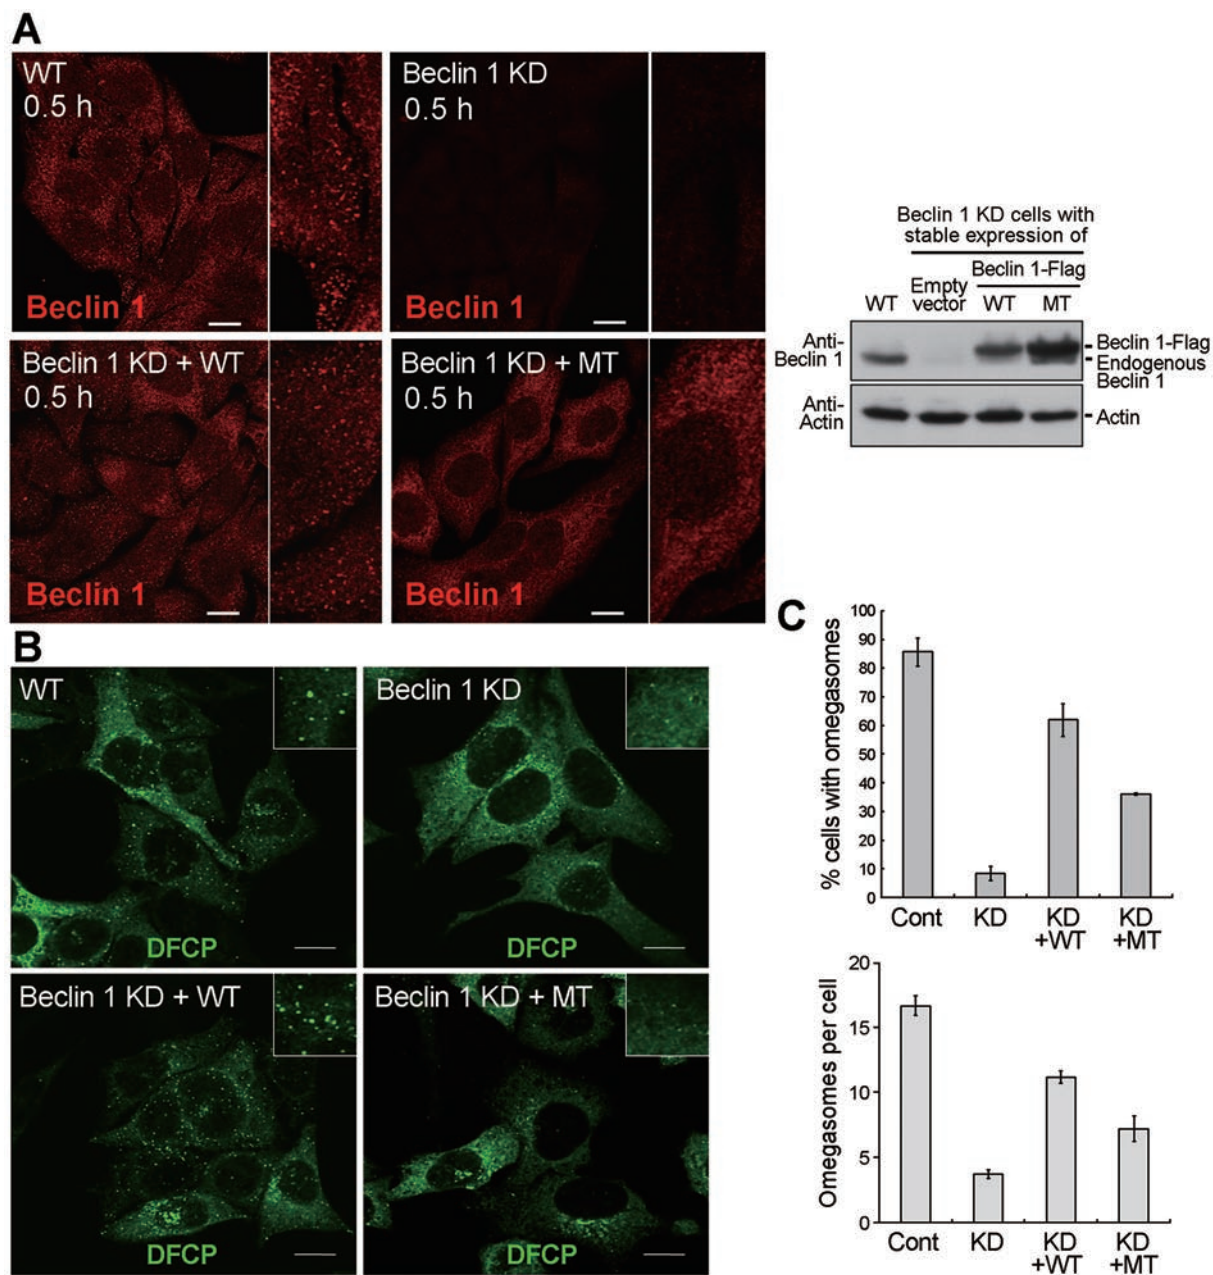 A
WT
0.5 h
Beclin 1
Beclin 1 KD
0.5 h
Beclin 1 KD + WT
0.5 h
Beclin 1
Beclin 1 KD + MT
0.5 h
Beclin 1
Beclin 1 KD cells with
stable expression of
Beclin 1-Flag
Empty
WT vector WT MT
Anti-
Beclin 1
Beclin 1-Flag
Endogenous
Beclin 1
Anti-
Actin
Actin
B
WT
DFCP
Beclin 1 KD
DFCP
Beclin 1 KD + WT
DFCP
Beclin 1 KD + MT
DFCP
C
% cells with omegasomes
100
90
80
70
60
50
40
30
20
10
0
Cont KD KD KD
+WT +MT
Omegasomes per cell
20
15
10
5
0
Cont KD KD KD
+WT +MT